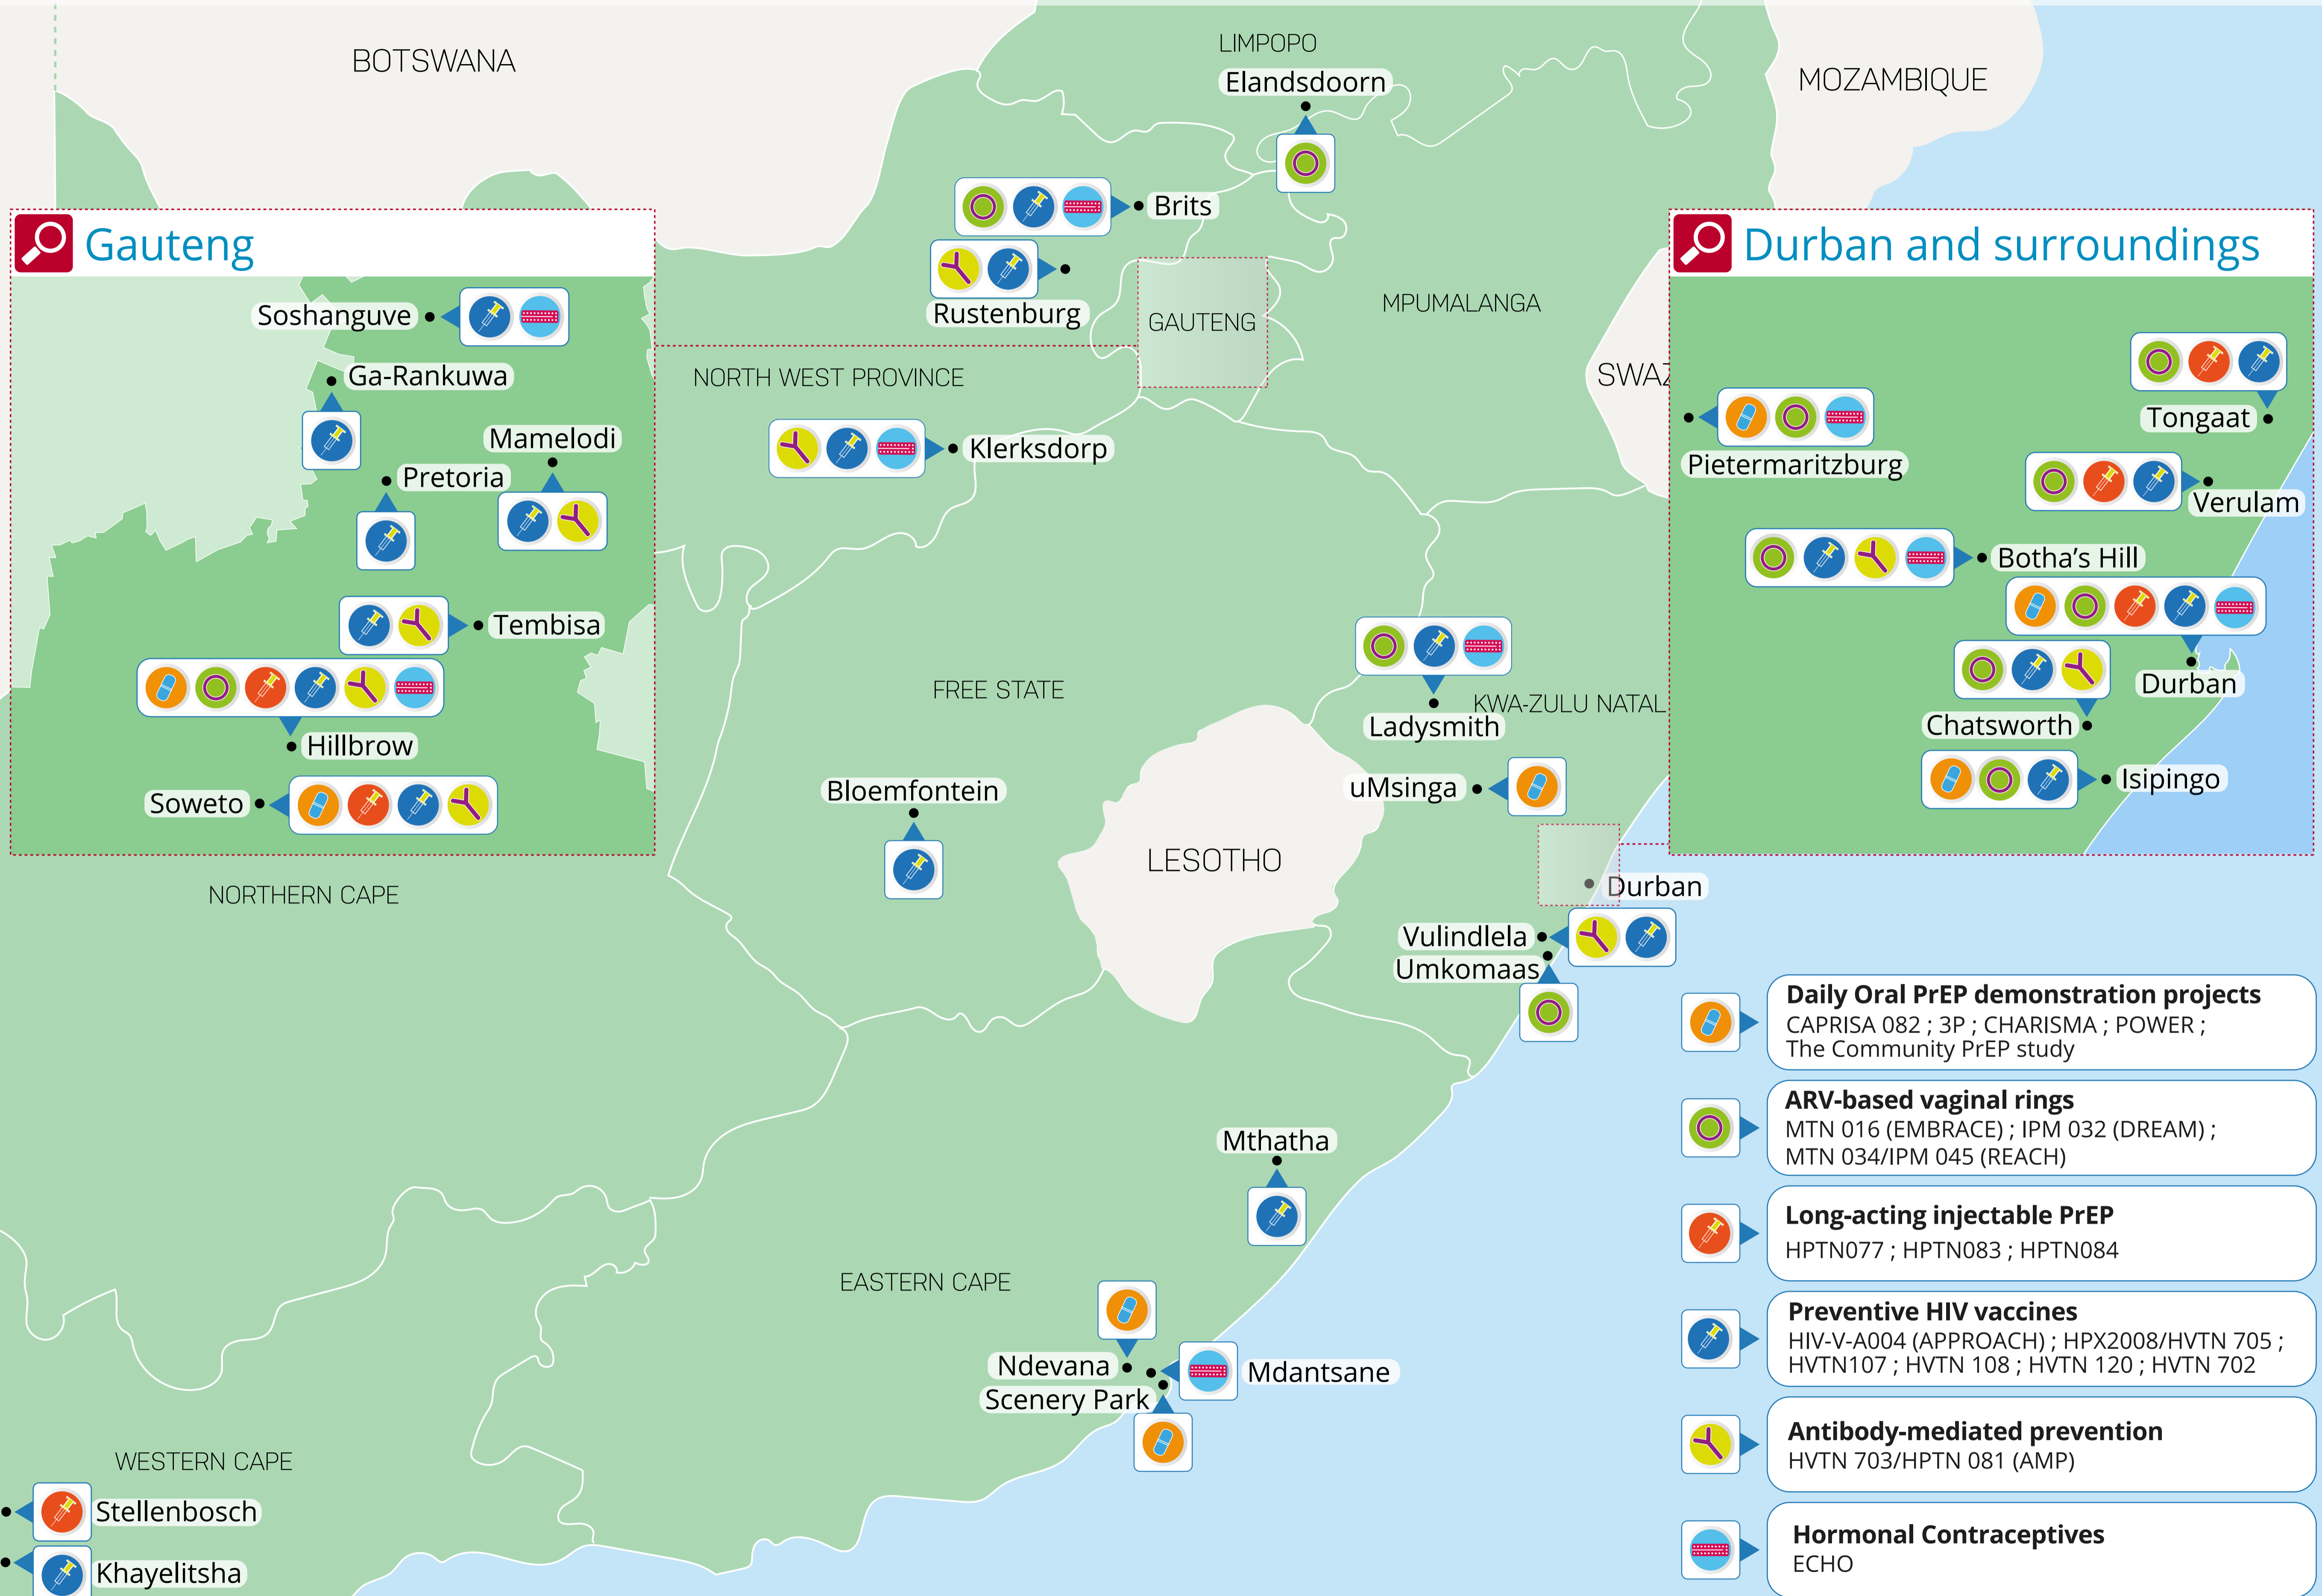 BOTSWANA
LIMPOPO
Elandsdoorn
MOZAMBIQUE
Brits
Rustenburg
GAUTENG
MPUMALANGA
NORTH WEST PROVINCE
Klerksdorp
SWAZ
Gauteng
Soshanguve
Ga-Rankuwa
Mamelodi
Pretoria
Tembisa
Hillbrow
Soweto
Durban and surroundings
Tongaat
Pietermaritzburg
Verulam
Botha’s Hill
Durban
Chatsworth
Isipingo
FREE STATE
Ladysmith
KWA-ZULU NATAL
uMsinga
Bloemfontein
LESOTHO
NORTHERN CAPE
Durban
Vulindlela
Umkomaas
Mthatha
EASTERN CAPE
Ndevana
Mdantsane
Scenery Park
WESTERN CAPE
Stellenbosch
Khayelitsha
Daily Oral PrEP demonstration projects
CAPRISA 082 ; 3P ; CHARISMA ; POWER ;
The Community PrEP study
ARV-based vaginal rings
MTN 016 (EMBRACE) ; IPM 032 (DREAM) ;
MTN 034/IPM 045 (REACH)
Long-acting injectable PrEP
HPTN077 ; HPTN083 ; HPTN084
Preventive HIV vaccines
HIV-V-A004 (APPROACH) ; HPX2008/HVTN 705 ;
HVTN107 ; HVTN 108 ; HVTN 120 ; HVTN 702
Antibody-mediated prevention
HVTN 703/HPTN 081 (AMP)
Hormonal Contraceptives
ECHO